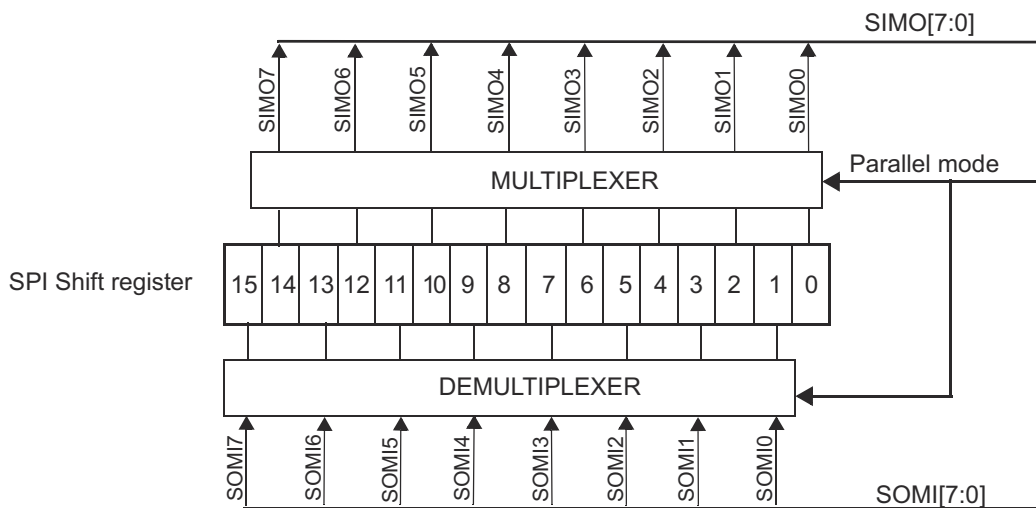 SIMO[7:0]
SIMO7 SIMO6 SIMO5 SIMO4 SIMO3 SIMO2 SIMO1 SIMO0
MULTIPLEXER
Parallel mode
SPI Shift register
15 14 13 12 11 10 9 8 7 6 5 4 3 2 1 0
DEMULTIPLEXER
SOMI7 SOMI6 SOMI5 SOMI4 SOMI3 SOMI2 SOMI1 SOMI0
SOMI[7:0]